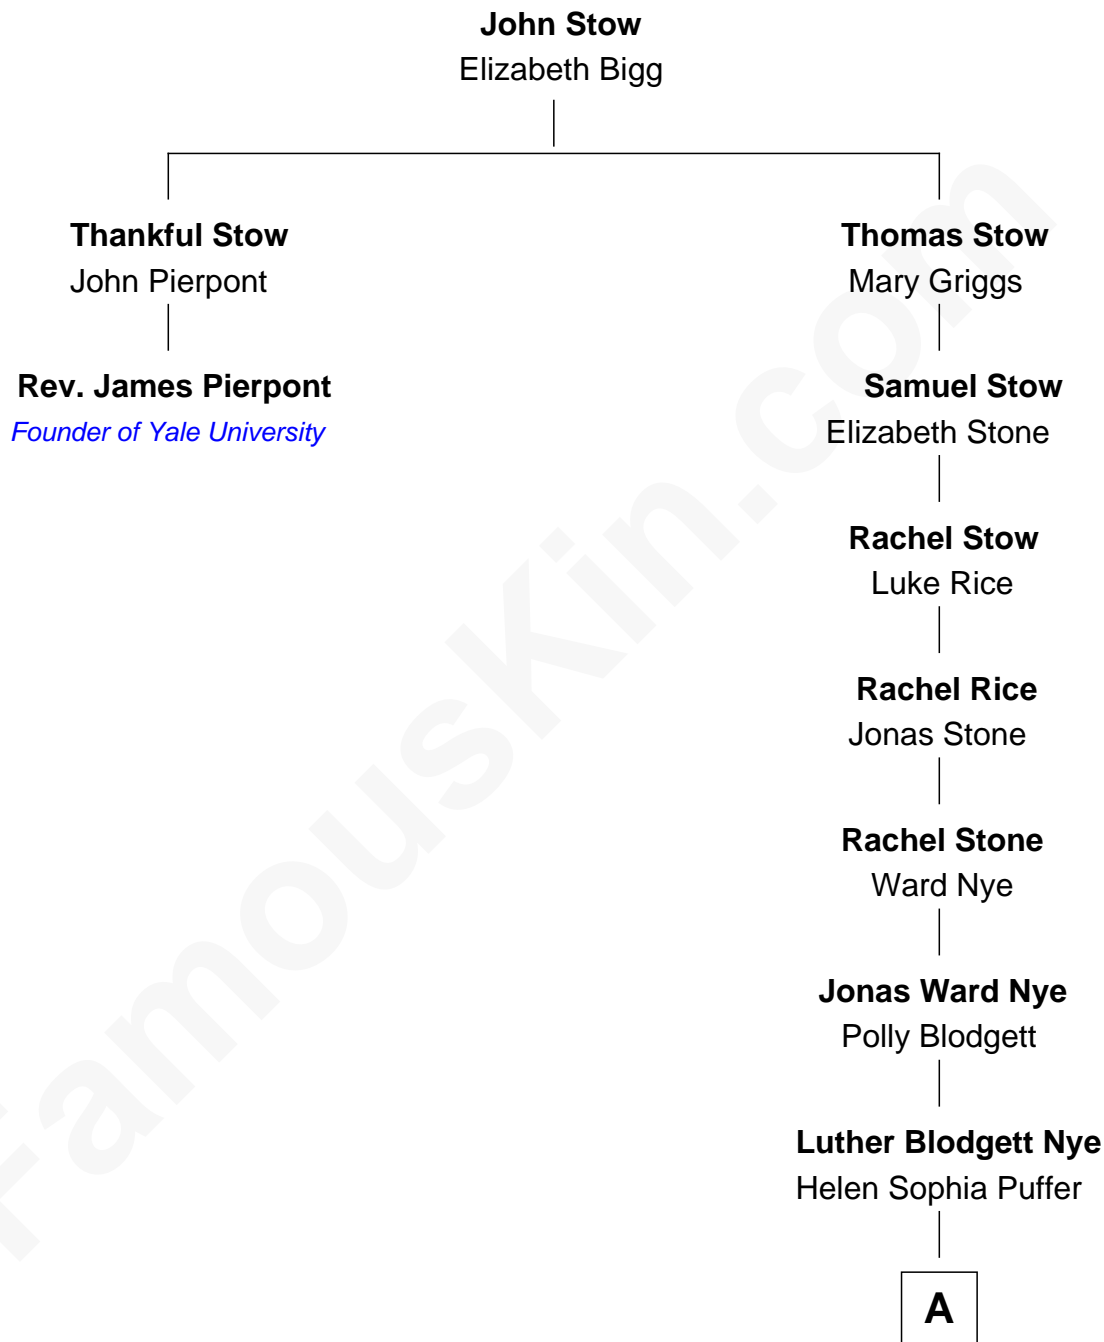 John Stow
Elizabeth Bigg
Thankful Stow
John Pierpont
Thomas Stow
Mary Griggs
Rev. James Pierpont
Founder of Yale University
Samuel Stow
Elizabeth Stone
Rachel Stow
Luke Rice
Rachel Rice
Jonas Stone
Rachel Stone
Ward Nye
Jonas Ward Nye
Polly Blodgett
Luther Blodgett Nye
Helen Sophia Puffer
A
FamousKin.com